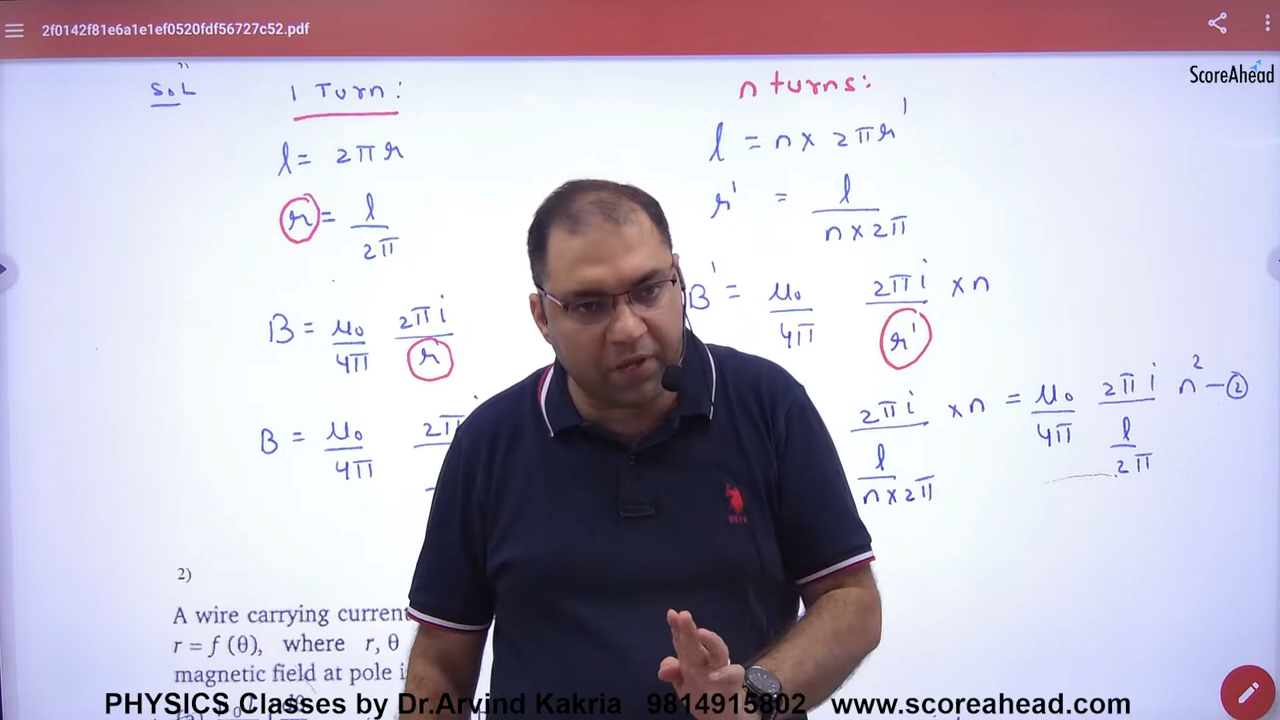 2f0142f81e6a1e1ef0520fdf56727c52.pdf
ScoreAhead
SOL
1 Turn:
l = 2πr
r = l/2π
B = μ₀/4π 2πi/r
B = μ₀/4π 2πi
n turns:
l = n × 2πr'
r' = l/(n×2π)
B' = μ₀/4π 2πi/r' × n
2πi/(l/(n×2π)) × n = μ₀/4π 2πi/(l/2π) n² – ②
2)
A wire carrying current
r = f (θ), where r, θ
magnetic field at pole i
PHYSICS Classes by Dr.Arvind Kakria 9814915802 www.scoreahead.com